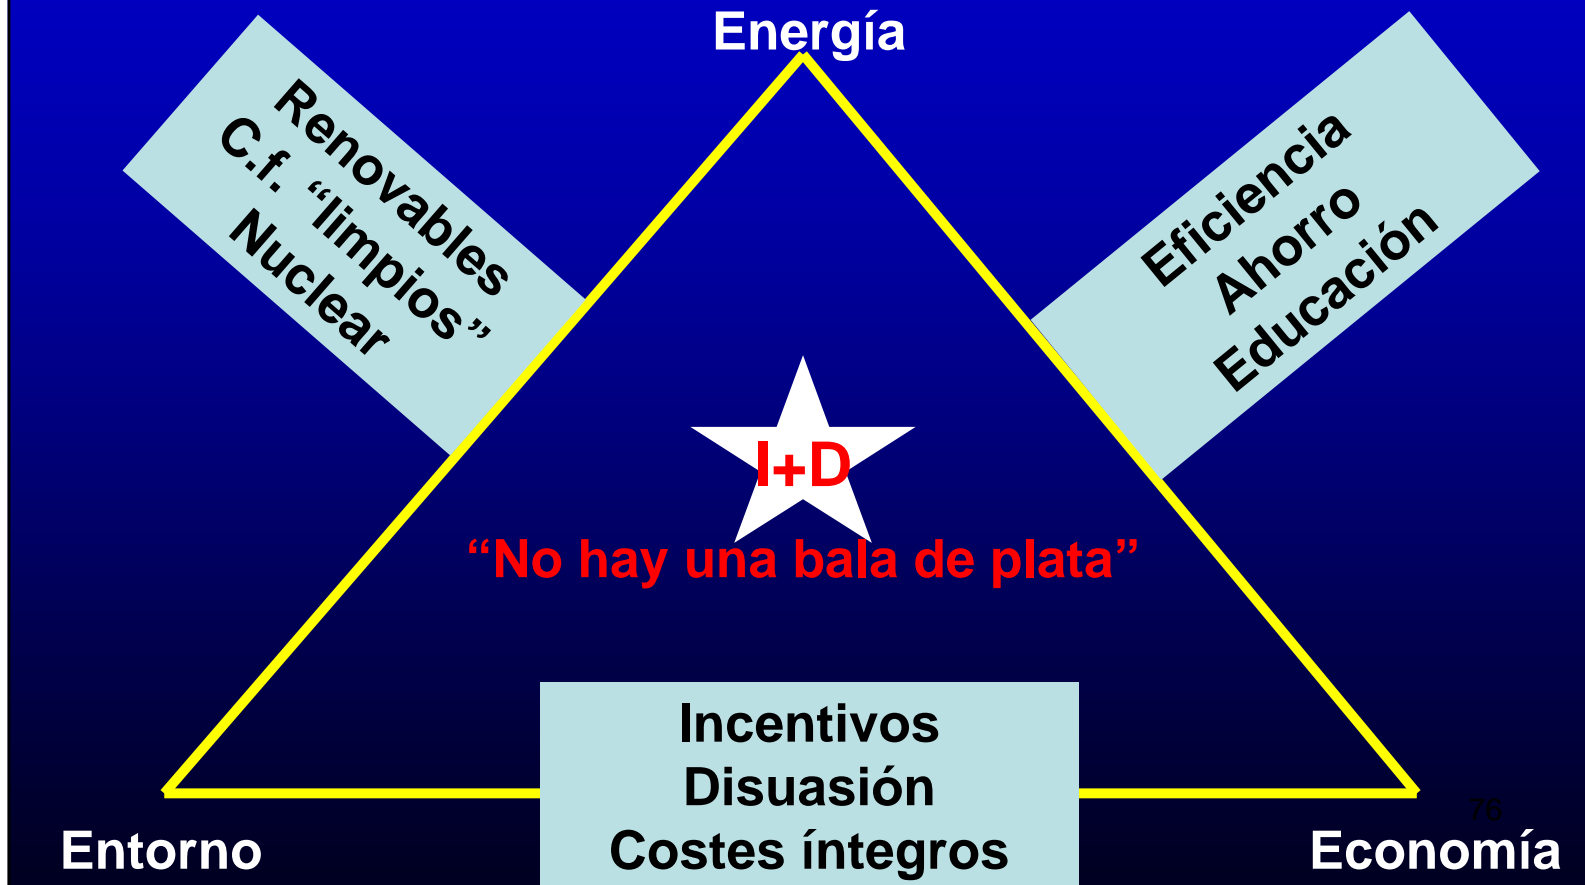 Energía
Renovables
C.f. “limpios”
Nuclear
Eficiencia
Ahorro
Educación
I+D
“No hay una bala de plata”
Incentivos
Disuasión
Costes íntegros
Entorno
76
Economía